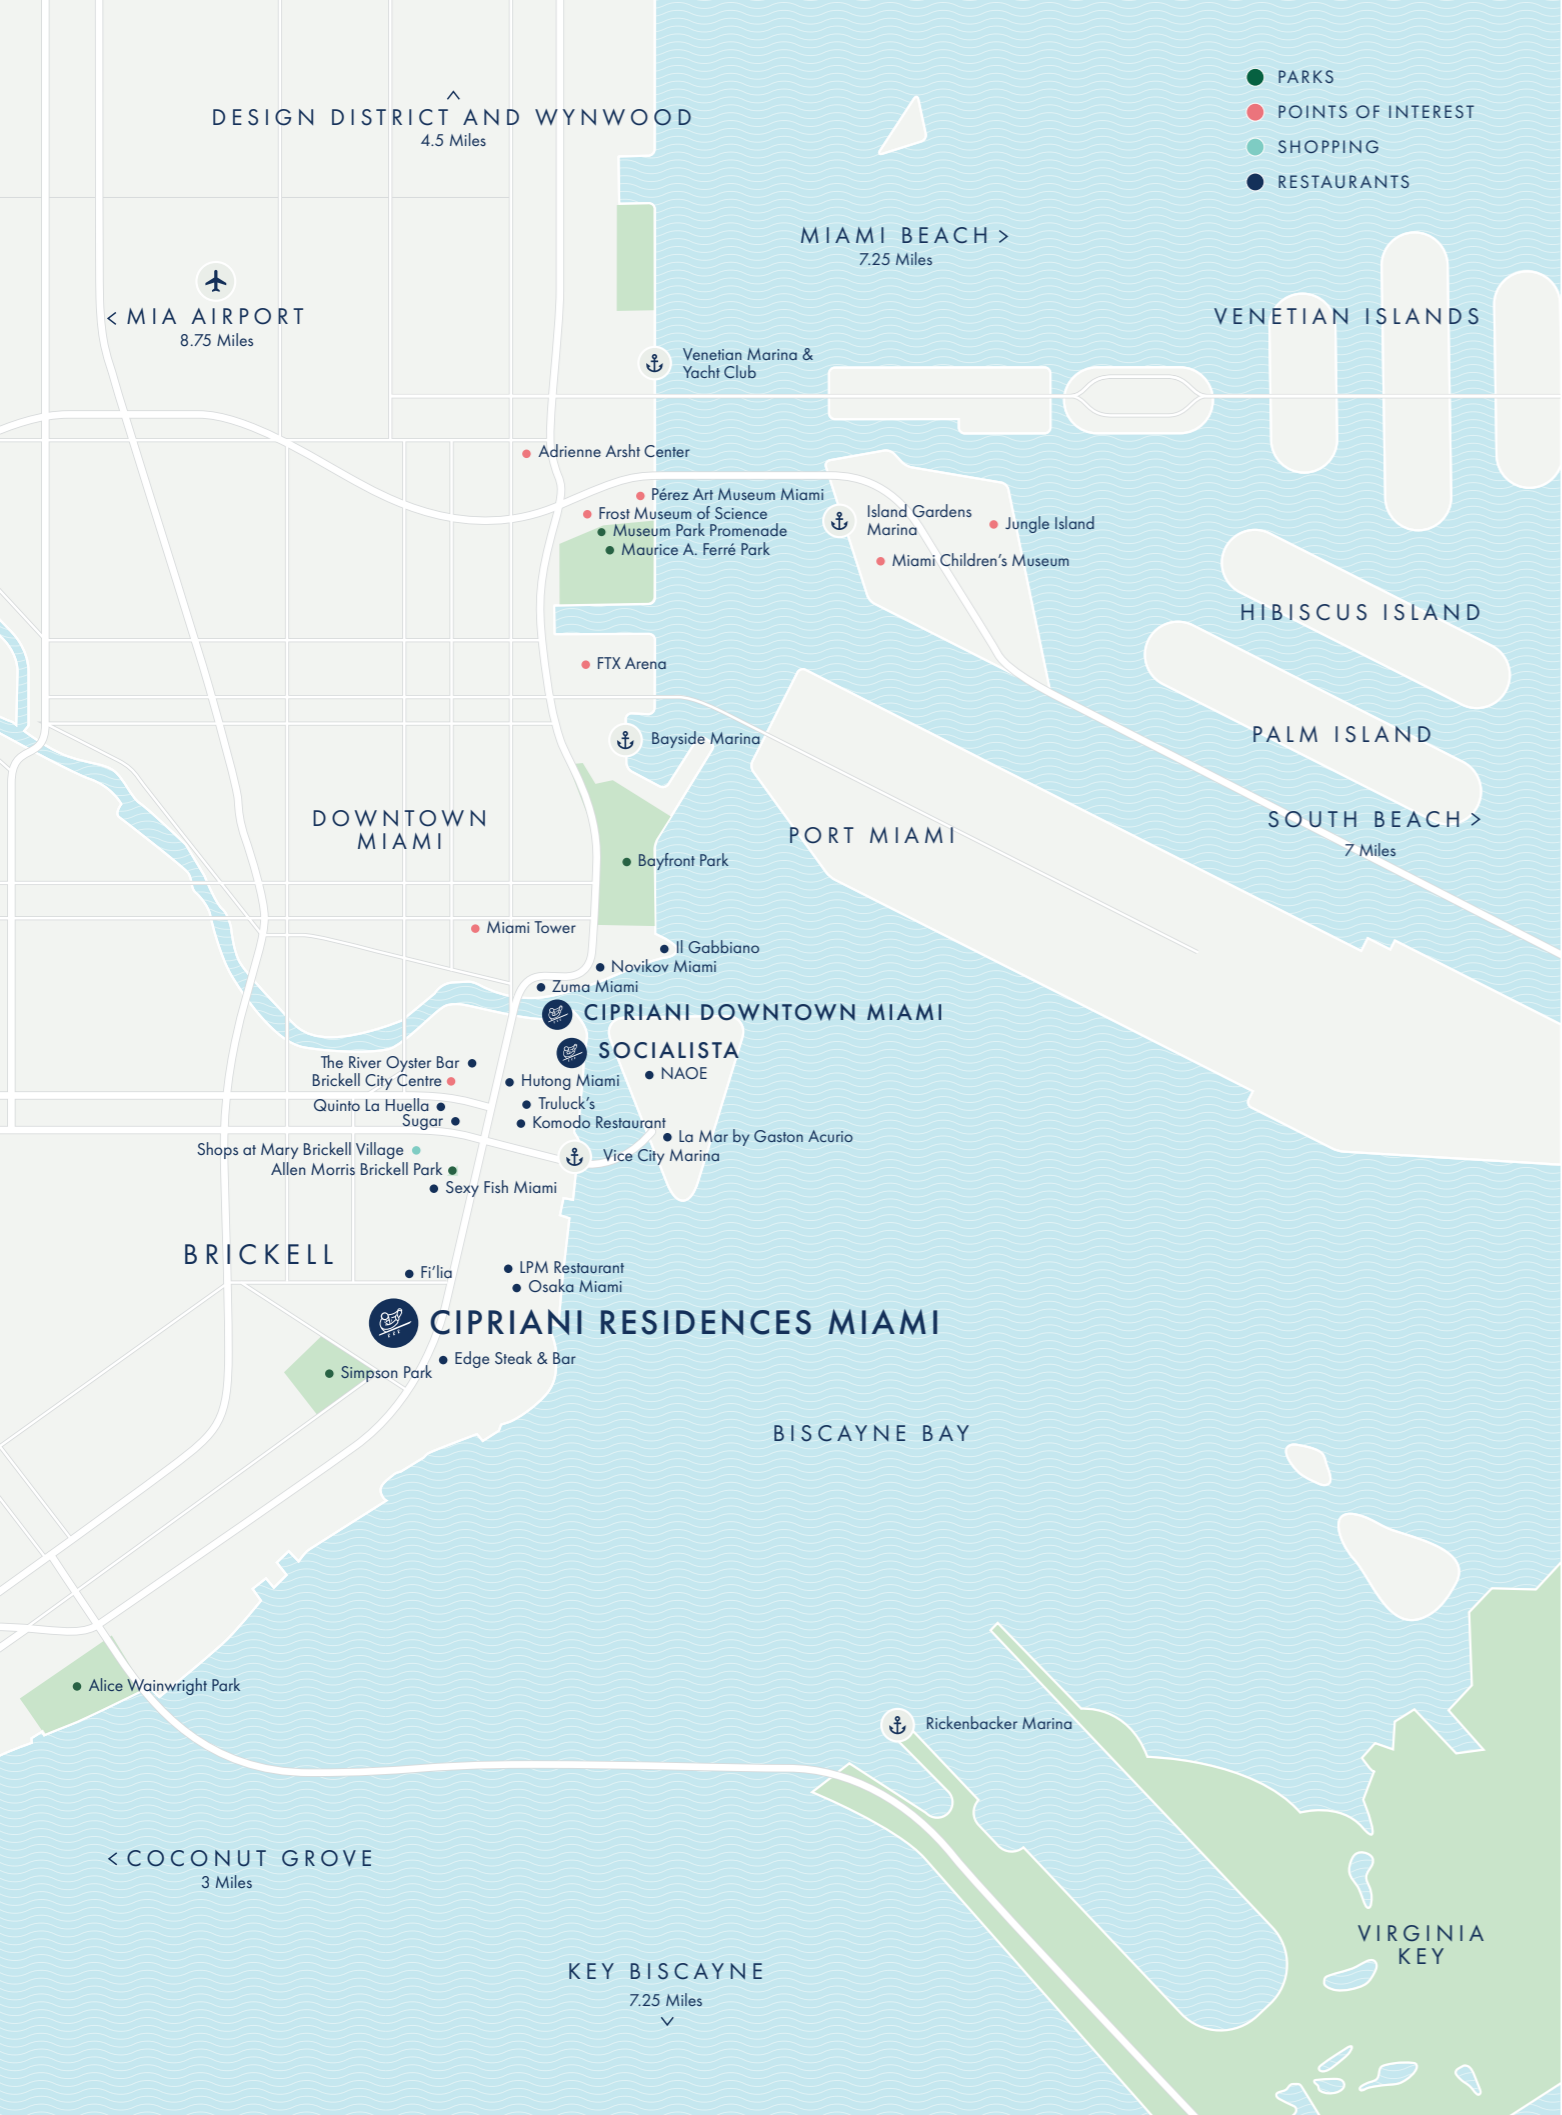 PARKS
POINTS OF INTEREST
SHOPPING
RESTAURANTS
DESIGN DISTRICT AND WYNWOOD
4.5 Miles
MIAMI BEACH >
7.25 Miles
< MIA AIRPORT
8.75 Miles
VENETIAN ISLANDS
Venetian Marina &
Yacht Club
Adrienne Arsht Center
Pérez Art Museum Miami
Frost Museum of Science
Museum Park Promenade
Maurice A. Ferré Park
Island Gardens
Marina
Jungle Island
Miami Children's Museum
HIBISCUS ISLAND
FTX Arena
PALM ISLAND
Bayside Marina
DOWNTOWN
MIAMI
PORT MIAMI
SOUTH BEACH >
7 Miles
Bayfront Park
Miami Tower
Il Gabbiano
Novikov Miami
Zuma Miami
CIPRIANI DOWNTOWN MIAMI
SOCIALISTA
The River Oyster Bar
NAOE
Brickell City Centre
Hutong Miami
Quinto La Huella
Truluck's
Sugar
Komodo Restaurant
La Mar by Gaston Acurio
Shops at Mary Brickell Village
Vice City Marina
Allen Morris Brickell Park
Sexy Fish Miami
BRICKELL
Fi'lia
LPM Restaurant
Osaka Miami
CIPRIANI RESIDENCES MIAMI
Edge Steak & Bar
Simpson Park
BISCAYNE BAY
Alice Wainwright Park
Rickenbacker Marina
< COCONUT GROVE
3 Miles
VIRGINIA
KEY
KEY BISCAYNE
7.25 Miles